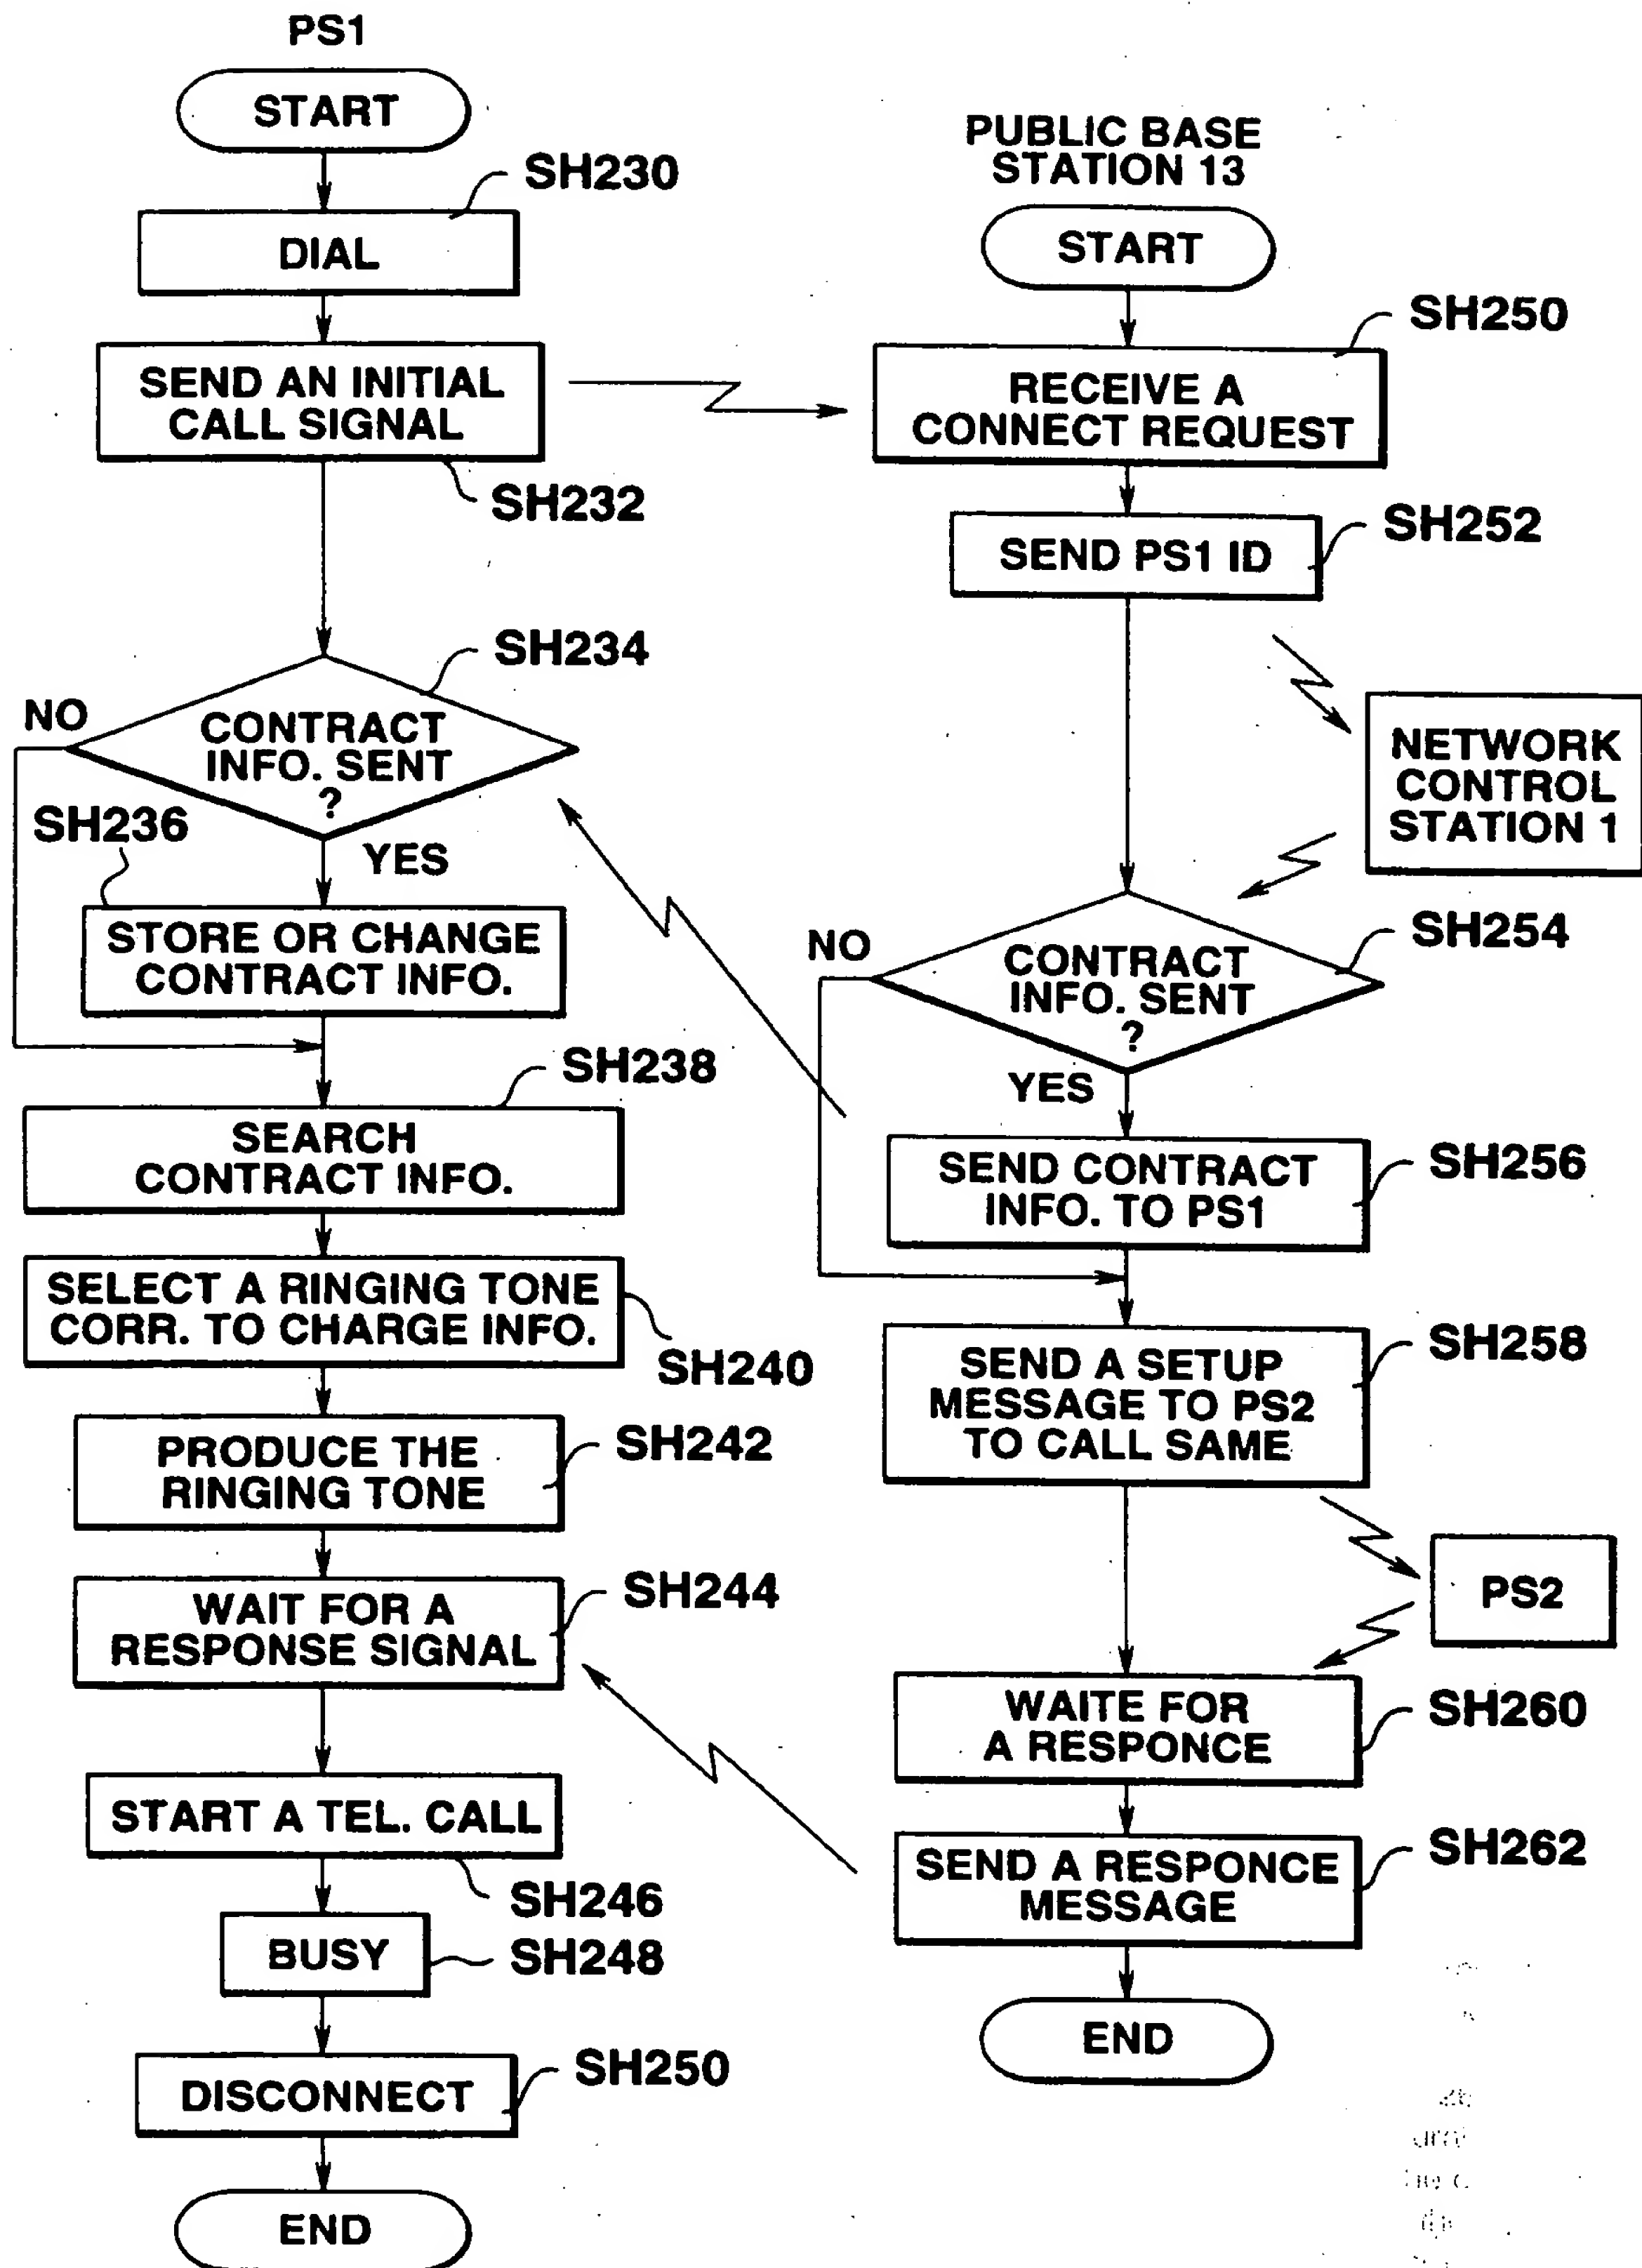 PS1
START
SH230
DIAL
SEND AN INITIAL
CALL SIGNAL
SH232
SH234
NO
CONTRACT
INFO. SENT
?
SH236
YES
STORE OR CHANGE
CONTRACT INFO.
SH238
SEARCH
CONTRACT INFO.
SELECT A RINGING TONE
CORR. TO CHARGE INFO.
SH240
PRODUCE THE
RINGING TONE
SH242
WAIT FOR A
RESPONSE SIGNAL
SH244
START A TEL. CALL
SH246
BUSY
SH248
DISCONNECT
SH250
END
PUBLIC BASE
STATION 13
START
SH250
RECEIVE A
CONNECT REQUEST
SH252
SEND PS1 ID
NETWORK
CONTROL
STATION 1
SH254
NO
CONTRACT
INFO. SENT
?
YES
SEND CONTRACT
INFO. TO PS1
SH256
SEND A SETUP
MESSAGE TO PS2
TO CALL SAME
SH258
PS2
WAITE FOR
A RESPONCE
SH260
SEND A RESPONCE
MESSAGE
SH262
END